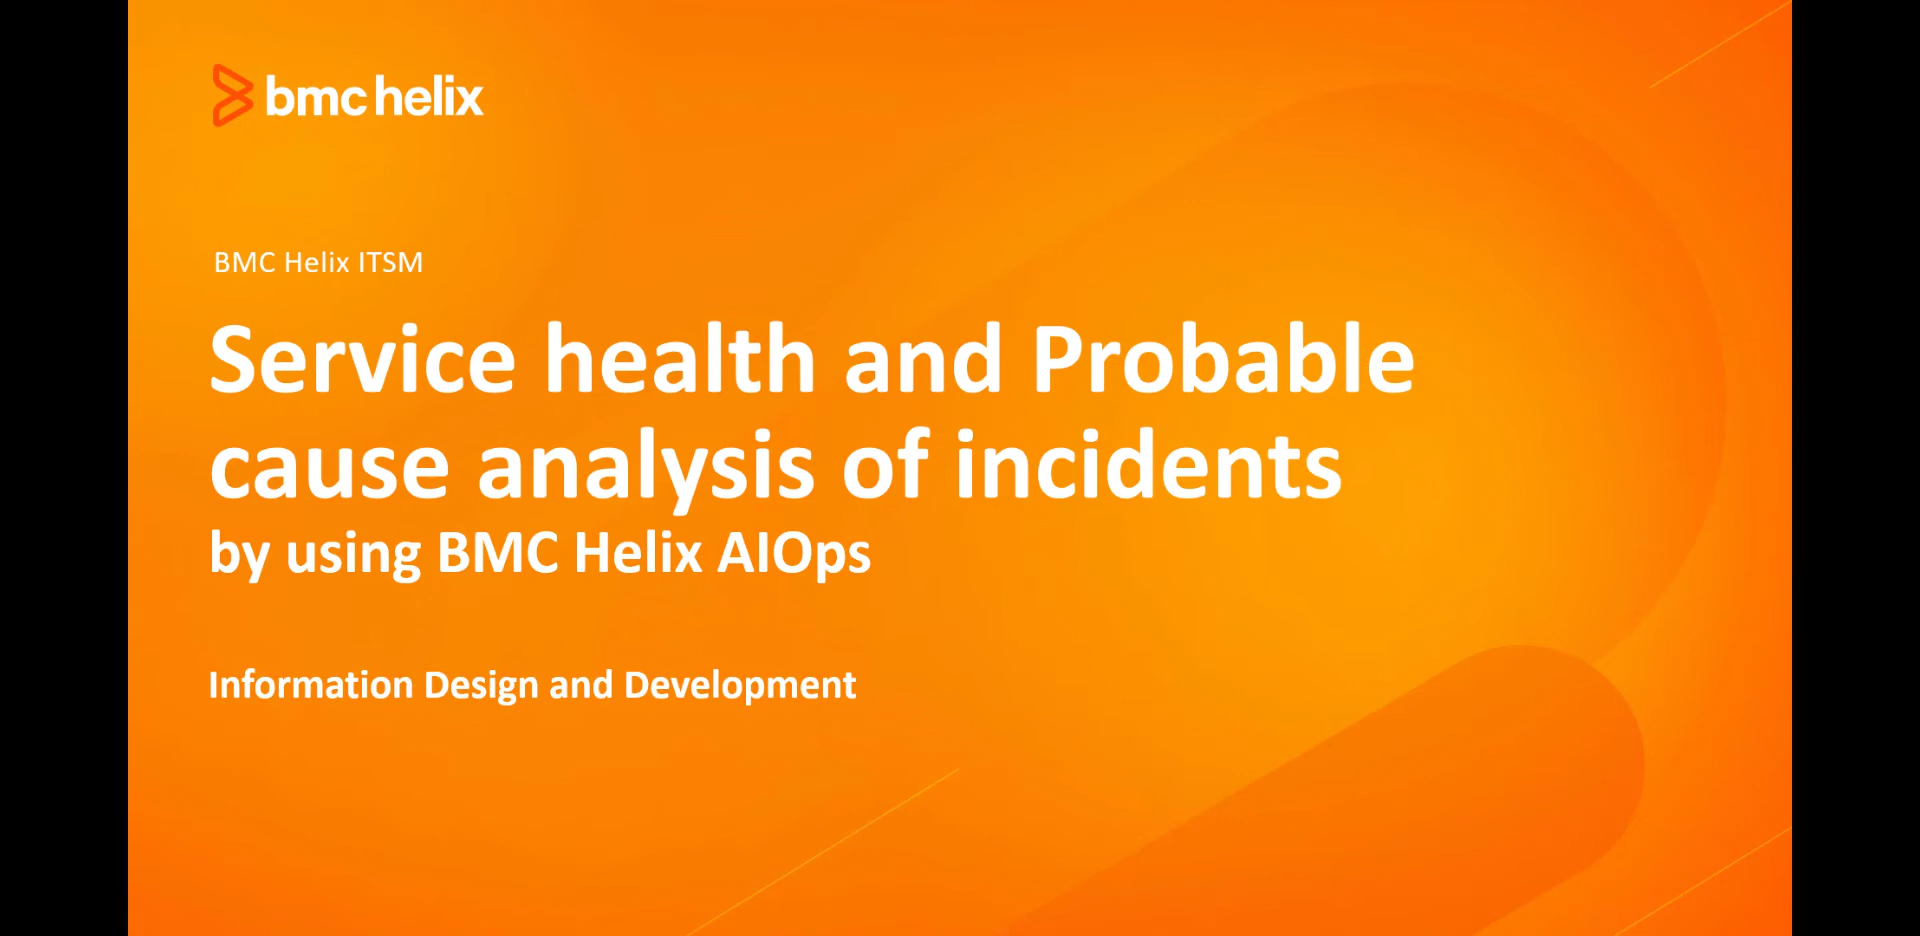 bmc helix
BMC Helix ITSM
Service health and Probable
cause analysis of incidents
by using BMC Helix AIOps
Information Design and Development